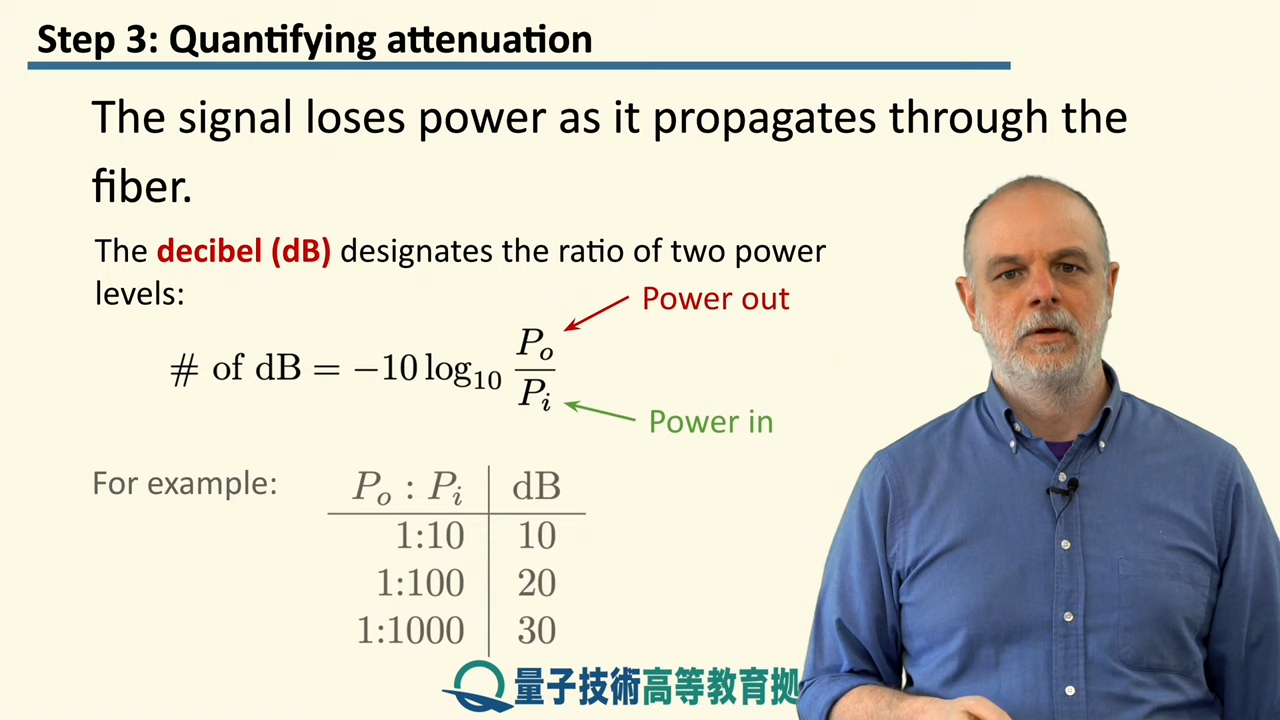 Step 3: Quantifying attenuation
The signal loses power as it propagates through the
fiber.
The decibel (dB) designates the ratio of two power
levels:
Power out
# of dB = −10 log₁₀ Pₒ/Pᵢ
Power in
For example:
Pₒ : Pᵢ dB
1:10 10
1:100 20
1:1000 30
量子技術高等教育拠